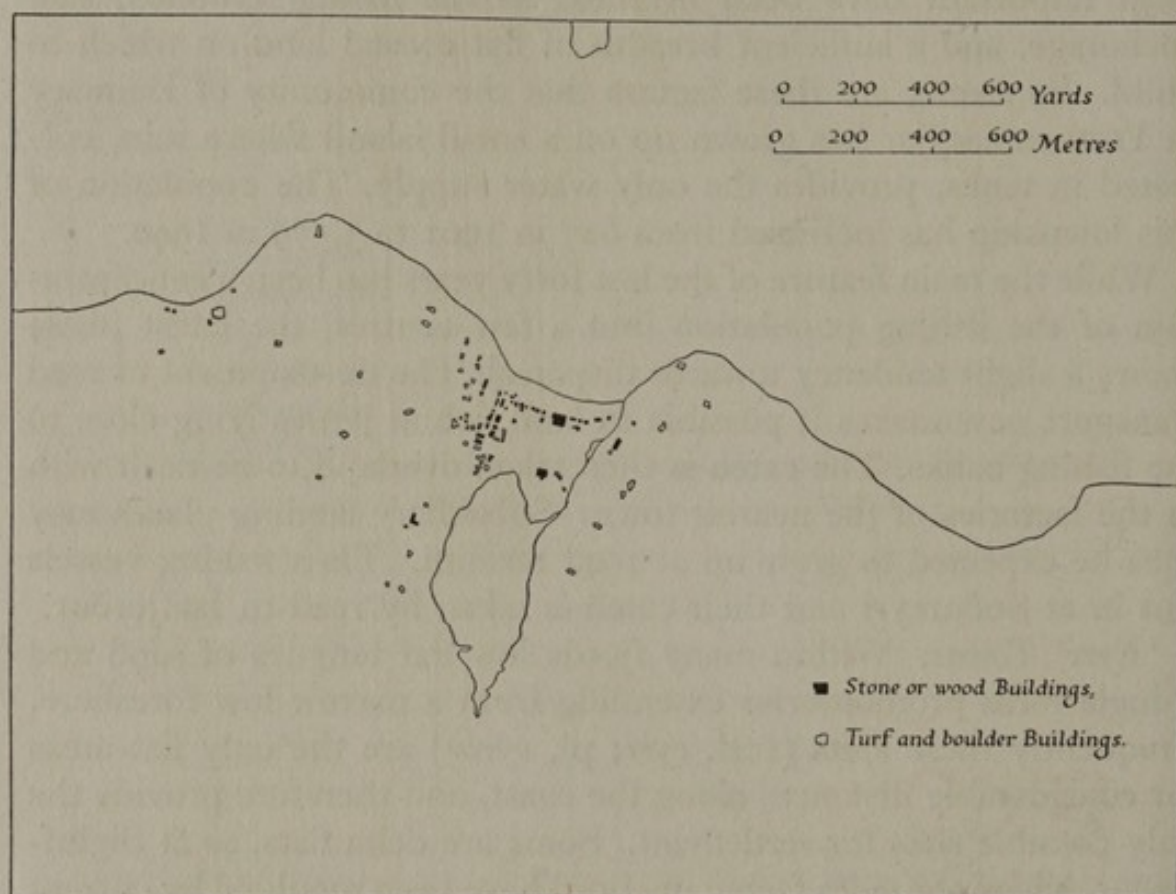 0 200 400 600 Yards
0 200 400 600 Metres
Stone or wood Buildings,
Turf and boulder Buildings.